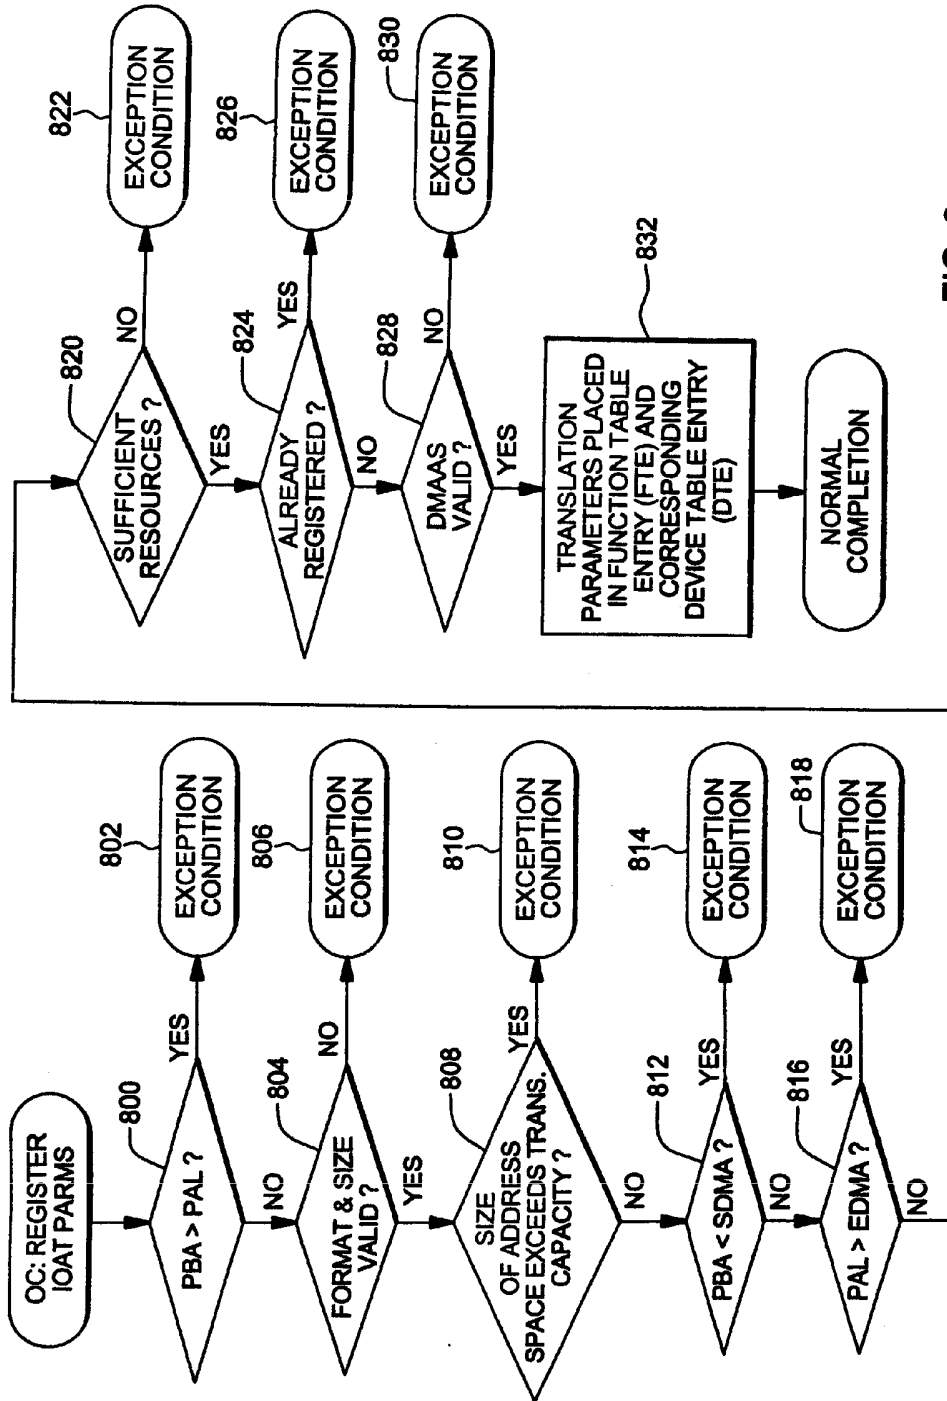 OC: REGISTER
IOAT PARMS
800
PBA > PAL ?
YES
802
EXCEPTION
CONDITION
NO
804
FORMAT & SIZE
VALID ?
NO
806
EXCEPTION
CONDITION
YES
808
SIZE
OF ADDRESS
SPACE EXCEEDS TRANS.
CAPACITY ?
YES
810
EXCEPTION
CONDITION
NO
812
PBA < SDMA ?
YES
814
EXCEPTION
CONDITION
NO
816
PAL > EDMA ?
YES
818
EXCEPTION
CONDITION
NO
820
SUFFICIENT
RESOURCES ?
NO
822
EXCEPTION
CONDITION
YES
824
ALREADY
REGISTERED ?
YES
826
EXCEPTION
CONDITION
NO
828
DMAAS
VALID ?
NO
830
EXCEPTION
CONDITION
YES
832
TRANSLATION
PARAMETERS PLACED
IN FUNCTION TABLE
ENTRY (FTE) AND
CORRESPONDING
DEVICE TABLE ENTRY
(DTE)
NORMAL
COMPLETION